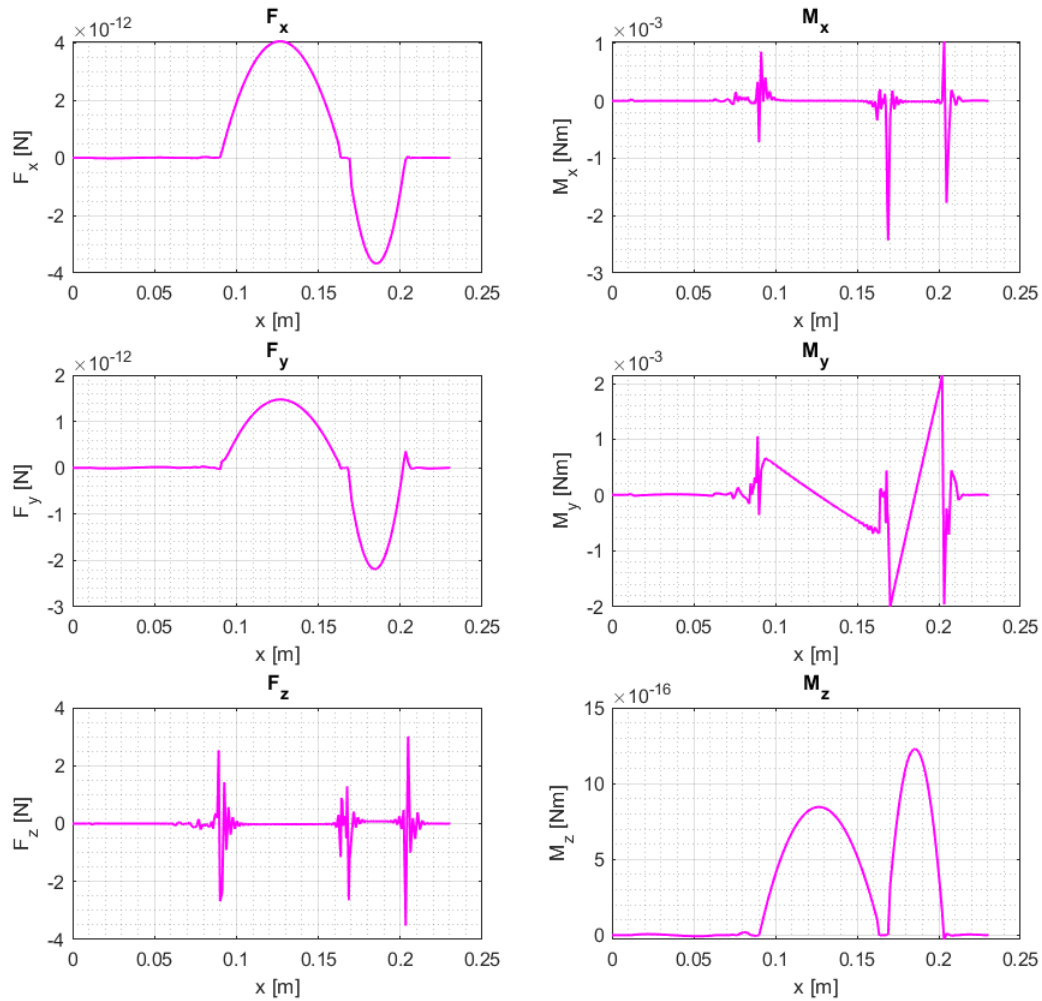 F_x
×10^-12
4
2
0
-2
-4
F_x [N]
0 0.05 0.1 0.15 0.2 0.25
x [m]
M_x
×10^-3
1
0
-1
-2
-3
M_x [Nm]
0 0.05 0.1 0.15 0.2 0.25
x [m]
F_y
×10^-12
2
1
0
-1
-2
-3
F_y [N]
0 0.05 0.1 0.15 0.2 0.25
x [m]
M_y
×10^-3
2
1
0
-1
-2
M_y [Nm]
0 0.05 0.1 0.15 0.2 0.25
x [m]
F_z
4
2
0
-2
-4
F_z [N]
0 0.05 0.1 0.15 0.2 0.25
x [m]
M_z
×10^-16
15
10
5
0
M_z [Nm]
0 0.05 0.1 0.15 0.2 0.25
x [m]